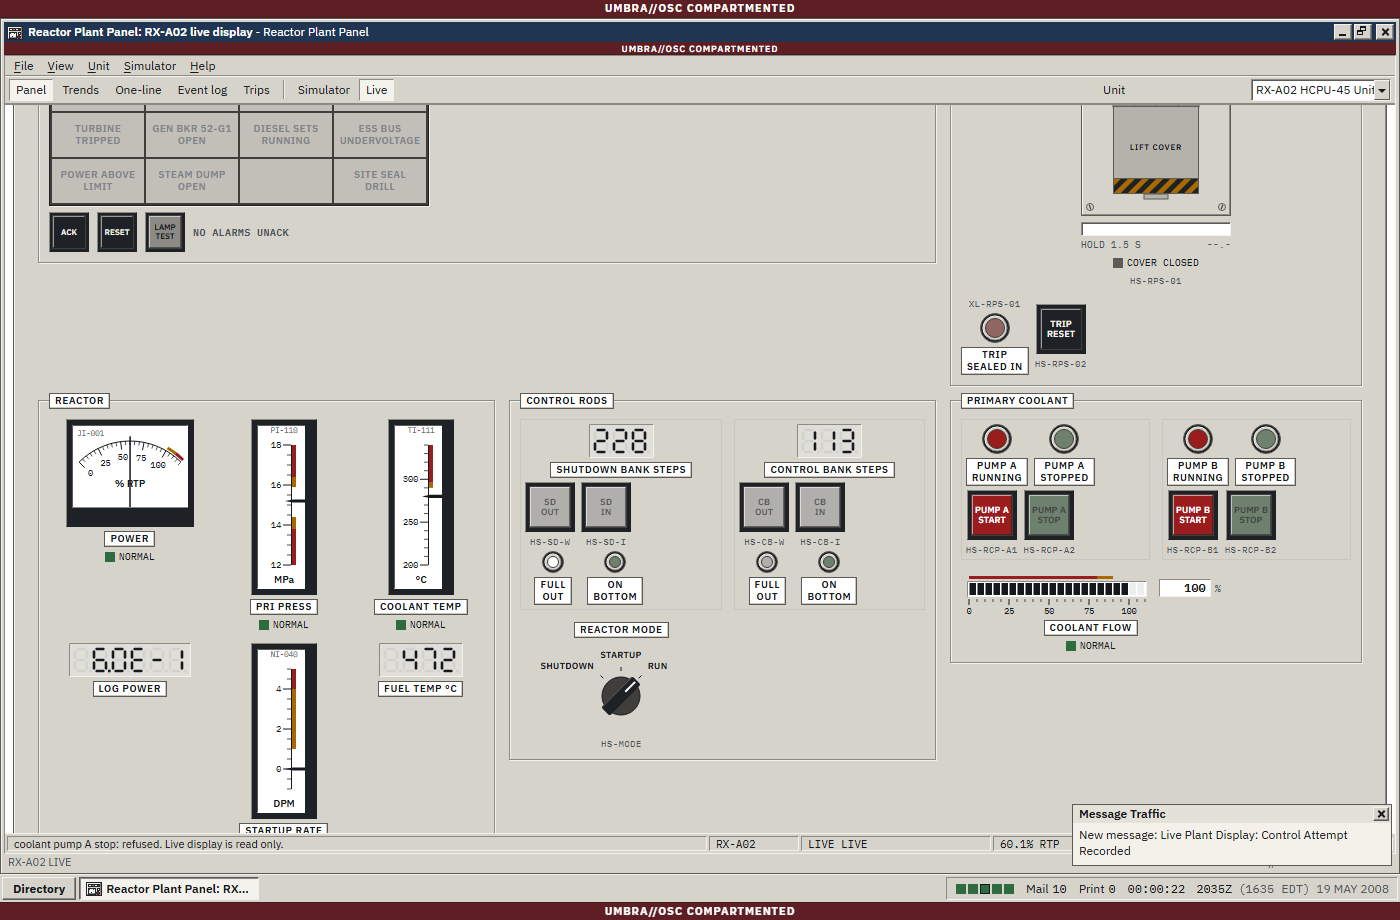 UMBRA//OSC COMPARTMENTED
Reactor Plant Panel: RX-A02 live display - Reactor Plant Panel
UMBRA//OSC COMPARTMENTED
File View Unit Simulator Help
Panel Trends One-line Event log Trips Simulator Live Unit RX-A02 HCPU-45 Unit
TURBINE TRIPPED
GEN BKR 52-G1 OPEN
DIESEL SETS RUNNING
ESS BUS UNDERVOLTAGE
POWER ABOVE LIMIT
STEAM DUMP OPEN
SITE SEAL DRILL
ACK
RESET
LAMP TEST
NO ALARMS UNACK
LIFT COVER
HOLD 1.5 S --.-
COVER CLOSED
HS-RPS-01
XL-RPS-01
TRIP SEALED IN
TRIP RESET
HS-RPS-02
REACTOR
JI-001
0 25 50 75 100
% RTP
POWER
NORMAL
PI-110
18
16
14
12
MPa
PRI PRESS
NORMAL
TI-111
300
250
200
°C
COOLANT TEMP
NORMAL
6.0E-1
LOG POWER
NI-040
4
2
0
DPM
STARTUP RATE
472
FUEL TEMP °C
CONTROL RODS
228
SHUTDOWN BANK STEPS
SD OUT
SD IN
HS-SD-W HS-SD-I
FULL OUT
ON BOTTOM
113
CONTROL BANK STEPS
CB OUT
CB IN
HS-CB-W HS-CB-I
FULL OUT
ON BOTTOM
REACTOR MODE
STARTUP
SHUTDOWN RUN
HS-MODE
PRIMARY COOLANT
PUMP A RUNNING
PUMP A STOPPED
PUMP A START
PUMP A STOP
HS-RCP-A1 HS-RCP-A2
PUMP B RUNNING
PUMP B STOPPED
PUMP B START
PUMP B STOP
HS-RCP-B1 HS-RCP-B2
0 25 50 75 100
100 %
COOLANT FLOW
NORMAL
coolant pump A stop: refused. Live display is read only. RX-A02 LIVE LIVE 60.1% RTP
RX-A02 LIVE
Message Traffic
New message: Live Plant Display: Control Attempt
Recorded
Directory Reactor Plant Panel: RX... Mail 10 Print 0 00:00:22 2035Z (1635 EDT) 19 MAY 2008
UMBRA//OSC COMPARTMENTED